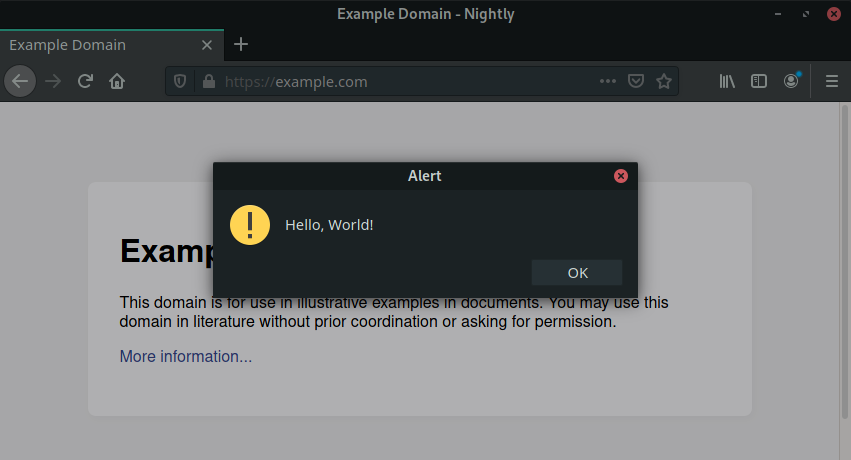 Example Domain - Nightly
Example Domain
https://example.com
Alert
Hello, World!
OK
Examp
This domain is for use in illustrative examples in documents. You may use this
domain in literature without prior coordination or asking for permission.
More information...